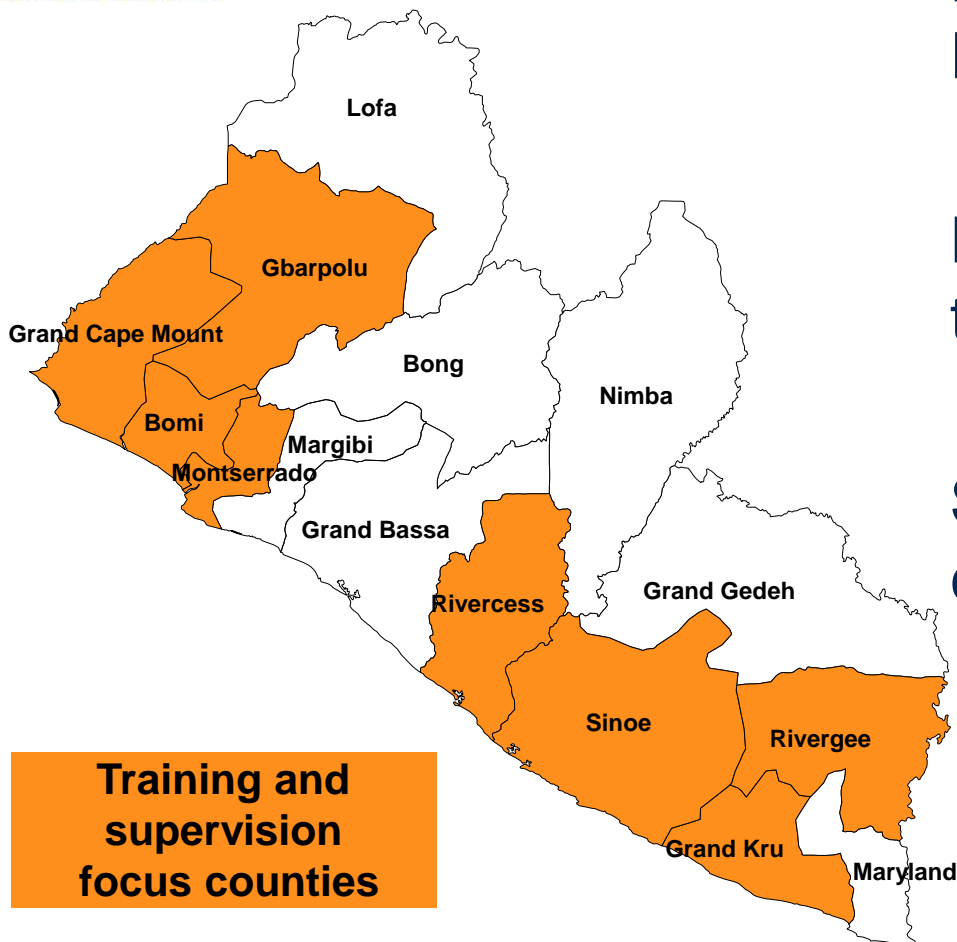 Lofa
Gbarpolu
Grand Cape Mount
Bong
Nimba
Bomi
Margibi
Montserrado
Grand Bassa
Grand Gedeh
Rivercess
Sinoe
Rivergee
Grand Kru
Maryland
Training and
supervision
focus counties